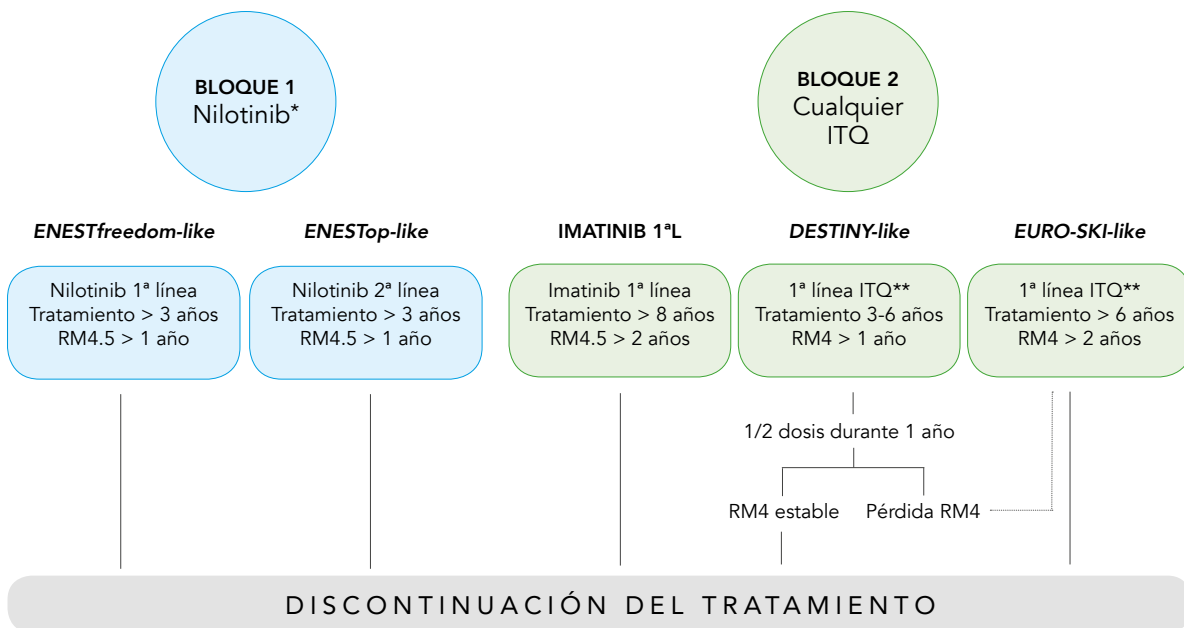 BLOQUE 1
Nilotinib*
BLOQUE 2
Cualquier
ITQ
ENESTfreedom-like
Nilotinib 1ª línea
Tratamiento > 3 años
RM4.5 > 1 año
ENESTop-like
Nilotinib 2ª línea
Tratamiento > 3 años
RM4.5 > 1 año
IMATINIB 1ªL
Imatinib 1ª línea
Tratamiento > 8 años
RM4.5 > 2 años
DESTINY-like
1ª línea ITQ**
Tratamiento 3-6 años
RM4 > 1 año
EURO-SKI-like
1ª línea ITQ**
Tratamiento > 6 años
RM4 > 2 años
1/2 dosis durante 1 año
RM4 estable
Pérdida RM4
DISCONTINUACIÓN DEL TRATAMIENTO